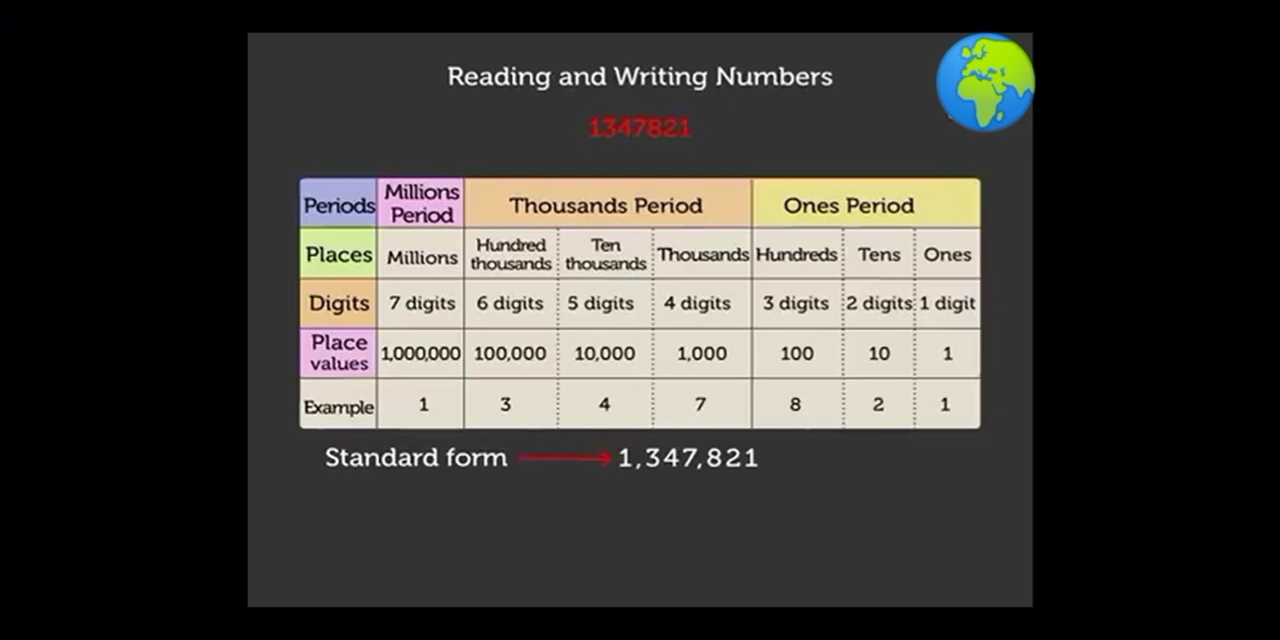 Reading and Writing Numbers
1347821
Periods Millions Period Thousands Period Ones Period
Places Millions Hundred thousands Ten thousands Thousands Hundreds Tens Ones
Digits 7 digits 6 digits 5 digits 4 digits 3 digits 2 digits 1 digit
Place values 1,000,000 100,000 10,000 1,000 100 10 1
Example 1 3 4 7 8 2 1
Standard form 1,347,821